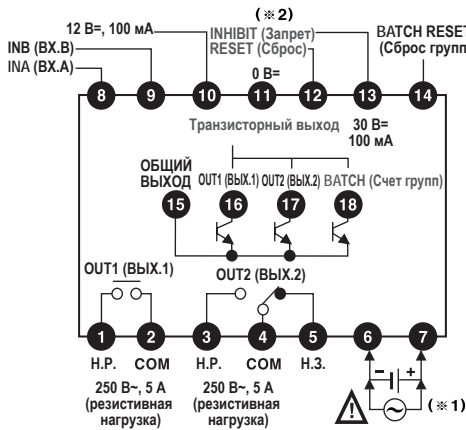 (※2)
12 В=, 100 мА
INHIBIT (Запрет)
BATCH RESET
INB (ВХ.В)
RESET (Сброс)
(Сброс групп
INA (ВХ.А)
0 В=
8 9 10 11 12 13 14
Транзисторный выход
30 В=
100 мА
ОБЩИЙ
ВЫХОД
OUT1 (ВЫХ.1) OUT2 (ВЫХ.2) BATCH (Счет групп)
15 16 17 18
OUT1 (ВЫХ.1)
OUT2 (ВЫХ.2)
1 2 3 4 5 6 7
Н.Р. COM Н.Р. COM Н.З.
− +
(※1)
250 В~, 5 А
(резистивная
нагрузка)
250 В~, 5 А
(резистивная
нагрузка)